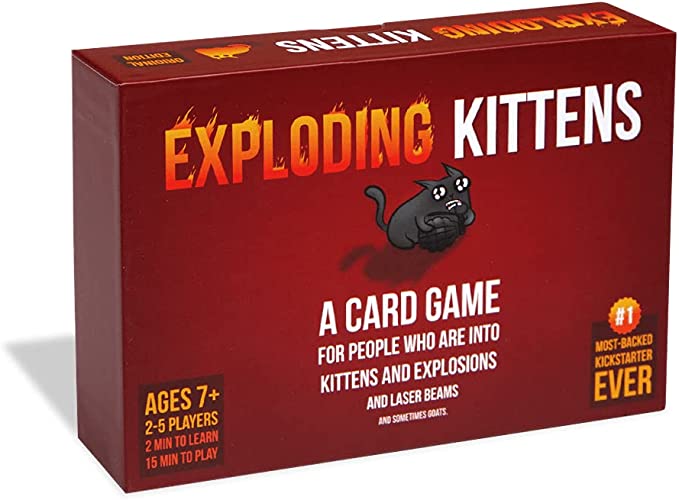 ORIGINAL
EDITION
EXPLODING
KITTENS
EXPLODING KITTENS
A CARD GAME
FOR PEOPLE WHO ARE INTO
KITTENS AND EXPLOSIONS
AND LASER BEAMS
AND SOMETIMES GOATS.
AGES 7+
2-5 PLAYERS
2 MIN TO LEARN
15 MIN TO PLAY
#1
MOST-BACKED
KICKSTARTER
EVER